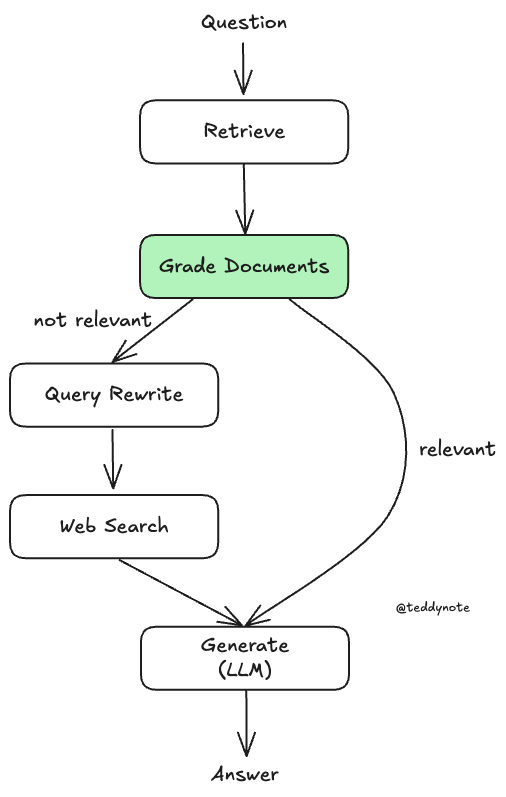 Question
Retrieve
Grade Documents
not relevant
Query Rewrite
relevant
Web Search
@teddynote
Generate
(LLM)
Answer